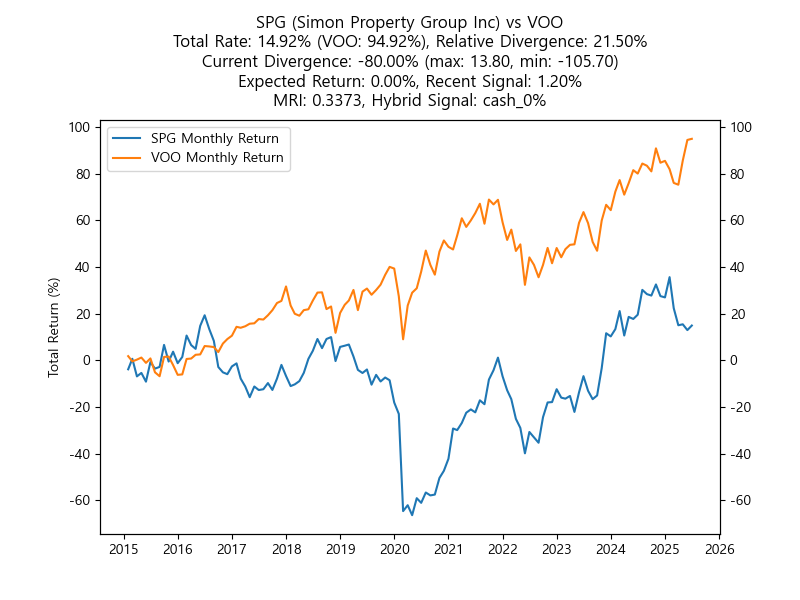 SPG (Simon Property Group Inc) vs VOO
Total Rate: 14.92% (VOO: 94.92%), Relative Divergence: 21.50%
Current Divergence: -80.00% (max: 13.80, min: -105.70)
Expected Return: 0.00%, Recent Signal: 1.20%
MRI: 0.3373, Hybrid Signal: cash_0%
SPG Monthly Return
VOO Monthly Return
Total Return (%)
100
80
60
40
20
0
-20
-40
-60
100
80
60
40
20
0
-20
-40
-60
2015 2016 2017 2018 2019 2020 2021 2022 2023 2024 2025 2026